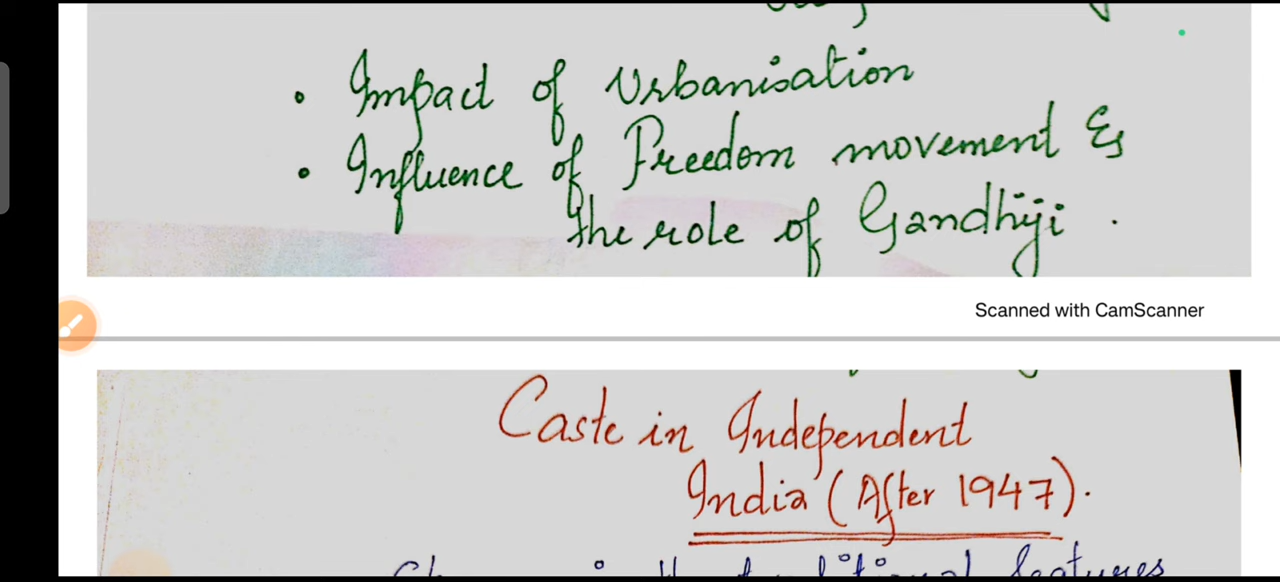 • Impact of Urbanisation
• Influence of Freedom movement &
the role of Gandhiji.
Scanned with CamScanner
Caste in Independent
India (After 1947).
features